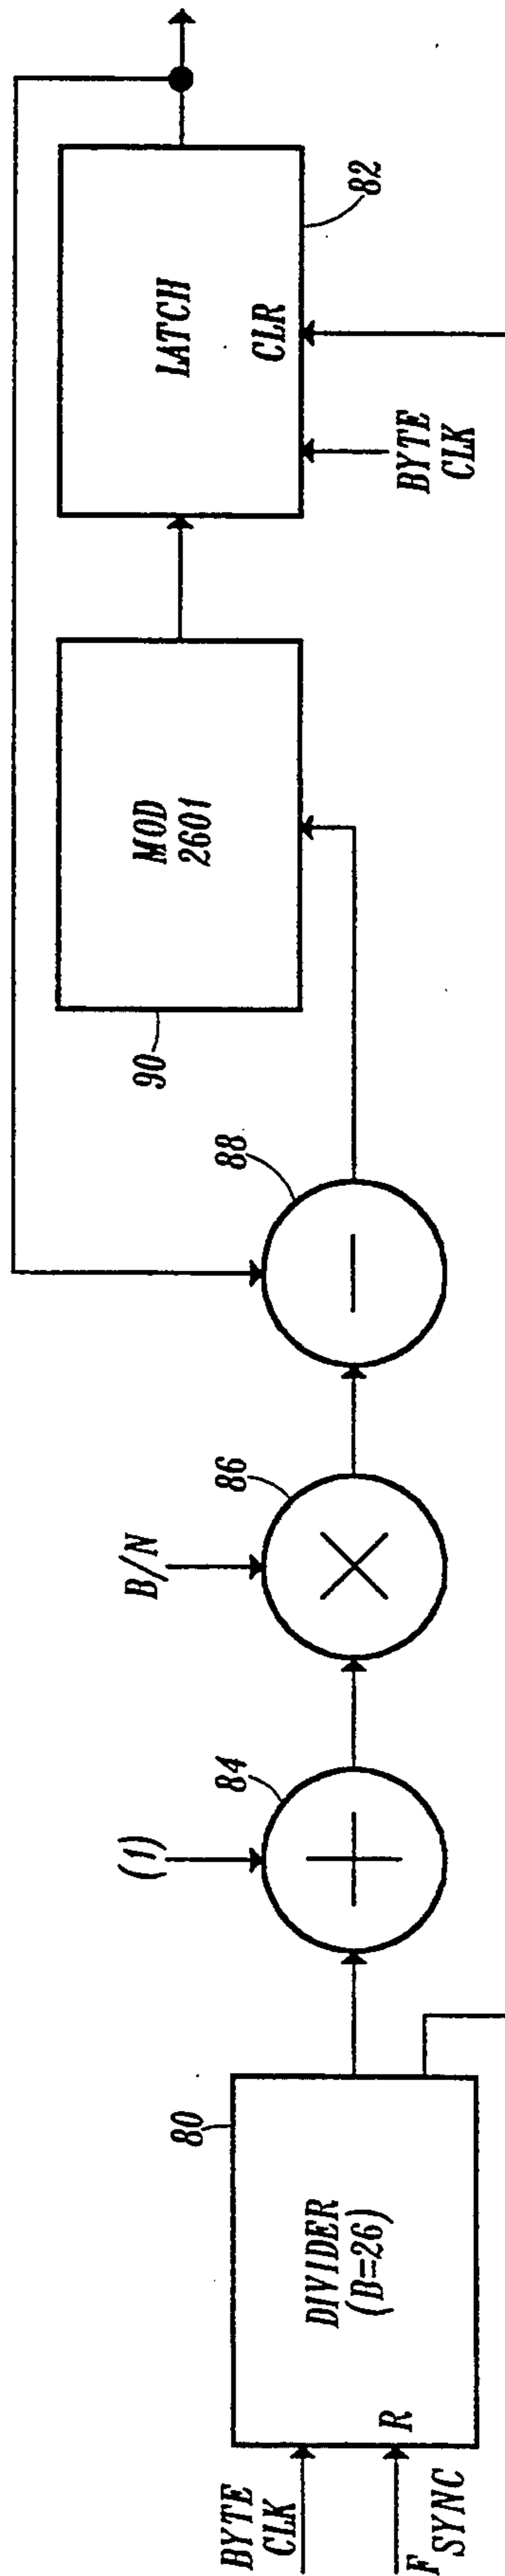 BYTE
CLK
F
SYNC
R
DIVIDER
(B=26)
80
(1)
84
B/N
86
88
90
MOD
2601
BYTE
CLK
CLR
LATCH
82